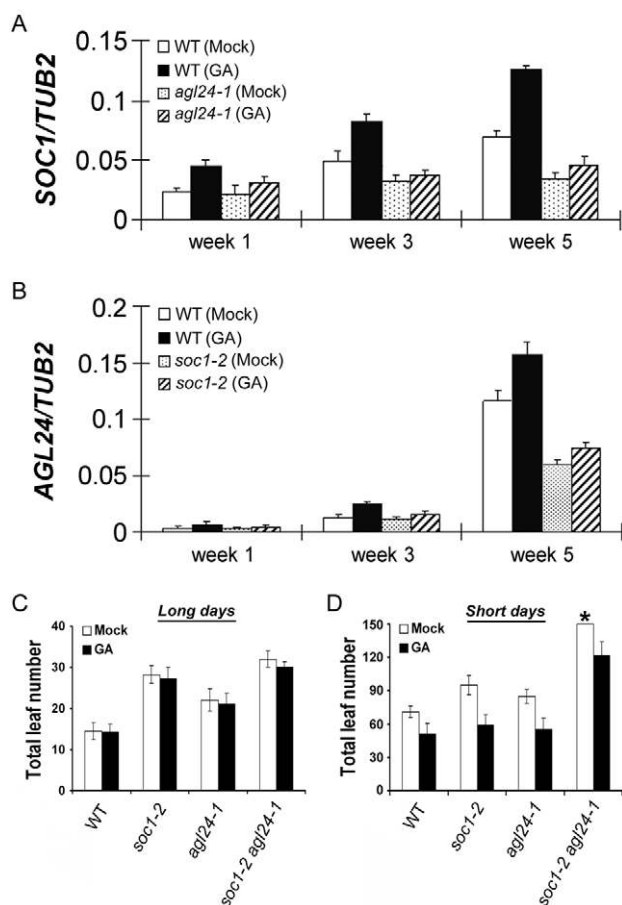 A
0.15
0.1
0.05
0
SOC1/TUB2
WT (Mock)
WT (GA)
agl24-1 (Mock)
agl24-1 (GA)
week 1
week 3
week 5
B
0.2
0.15
0.1
0.05
0
AGL24/TUB2
WT (Mock)
WT (GA)
soc1-2 (Mock)
soc1-2 (GA)
week 1
week 3
week 5
C
Long days
40
30
20
10
0
Total leaf number
Mock
GA
WT
soc1-2
agl24-1
soc1-2 agl24-1
D
Short days
150
120
90
60
30
0
Total leaf number
Mock
GA
*
WT
soc1-2
agl24-1
soc1-2 agl24-1